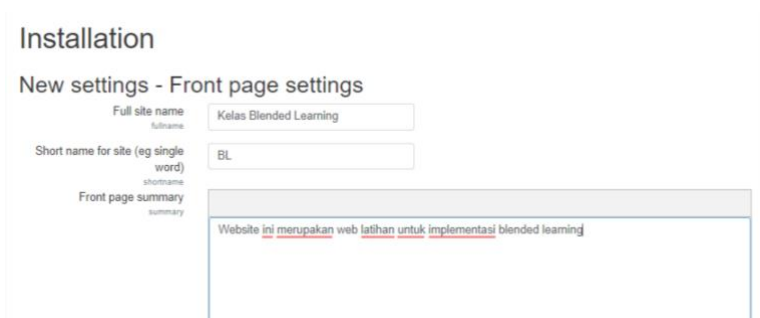 Installation
New settings - Front page settings
Full site name
fullname
Kelas Blended Learning
Short name for site (eg single
word)
shortname
BL
Front page summary
summary
Website ini merupakan web latihan untuk implementasi blended learning